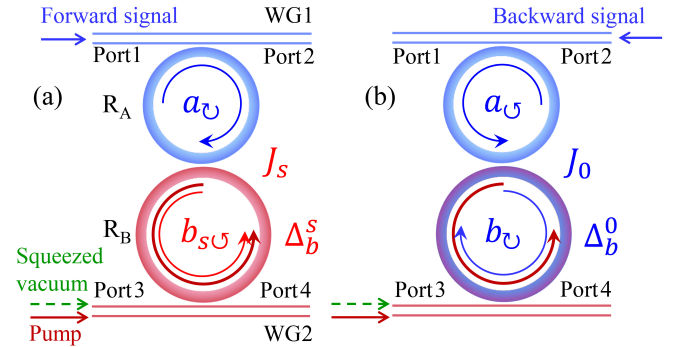 Forward signal
WG1
Backward signal
Port1
Port2
Port1
Port2
(a)
R_A
a↻
(b)
a↺
J_s
J_0
R_B
b_s↺
Δ_b^s
b↻
Δ_b^0
Squeezed
vacuum
Port3
Port4
Port3
Port4
Pump
WG2